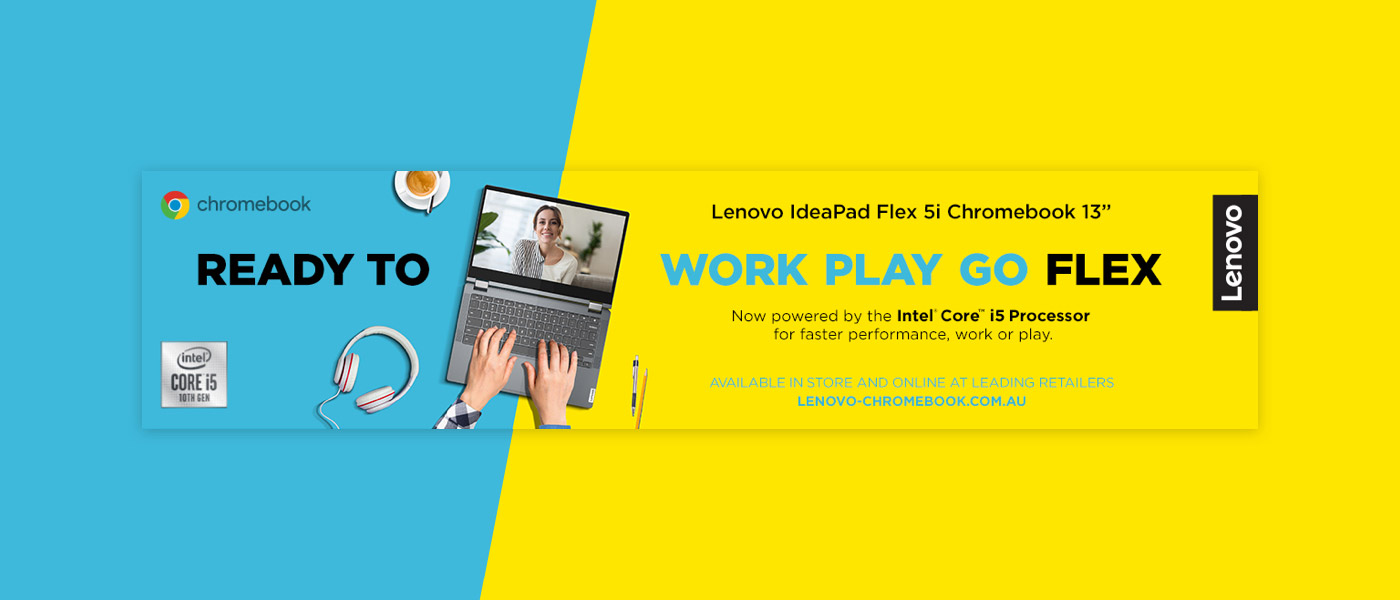 chromebook
READY TO
intel
CORE i5
10TH GEN
Lenovo IdeaPad Flex 5i Chromebook 13”
WORK PLAY GO FLEX
Now powered by the Intel® Core™ i5 Processor
for faster performance, work or play.
AVAILABLE IN STORE AND ONLINE AT LEADING RETAILERS
LENOVO-CHROMEBOOK.COM.AU
Lenovo